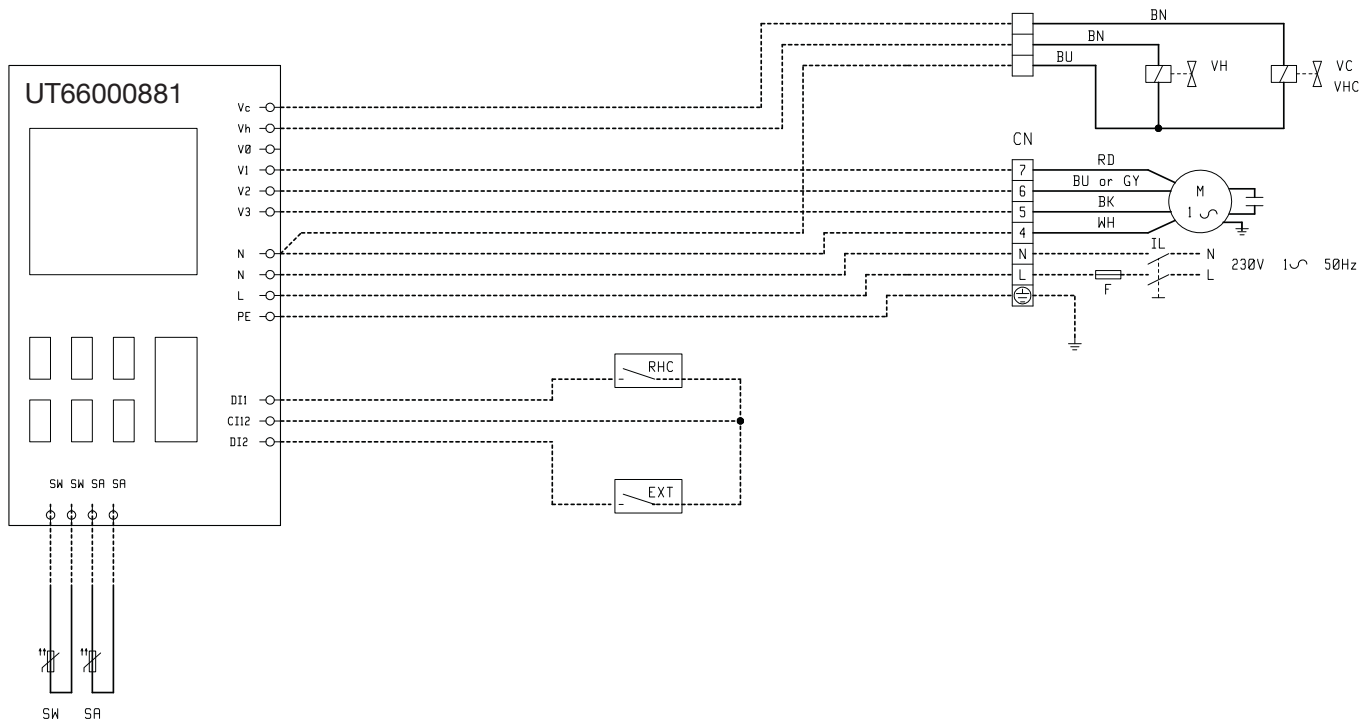 BN
BN
BU
VH
VC
VHC
UT66000881
Vc
Vh
V0
V1
V2
V3
N
N
L
PE
CN
7
6
5
4
N
L
RD
BU or GY
BK
WH
M
1
IL
F
N
L
230V 1 50Hz
DI1
CI12
DI2
RHC
EXT
SW SW SA SA
SW SA